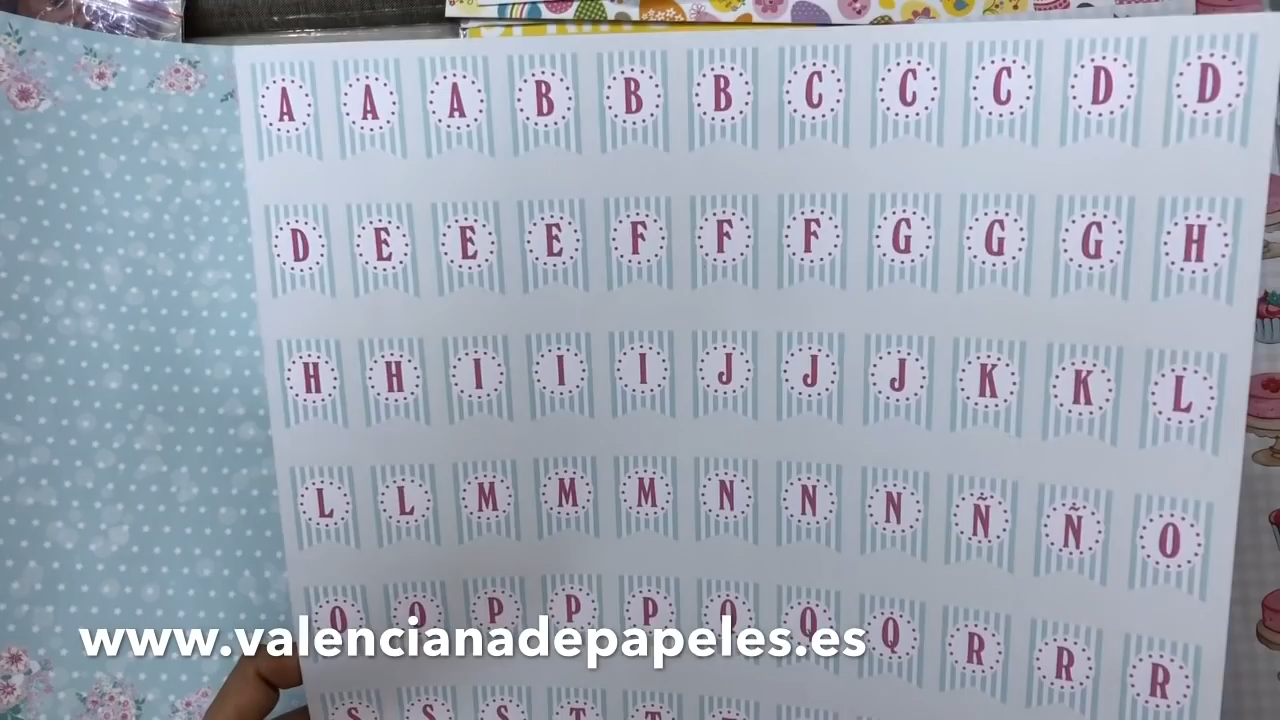 A A A B B B C C C D D
D E E E F F F G G G H
H H I I I J J J K K L
L L M M M N N N Ñ Ñ O
O O P P P Q Q Q R R R
www.valencianadepapeles.es
S S S T T